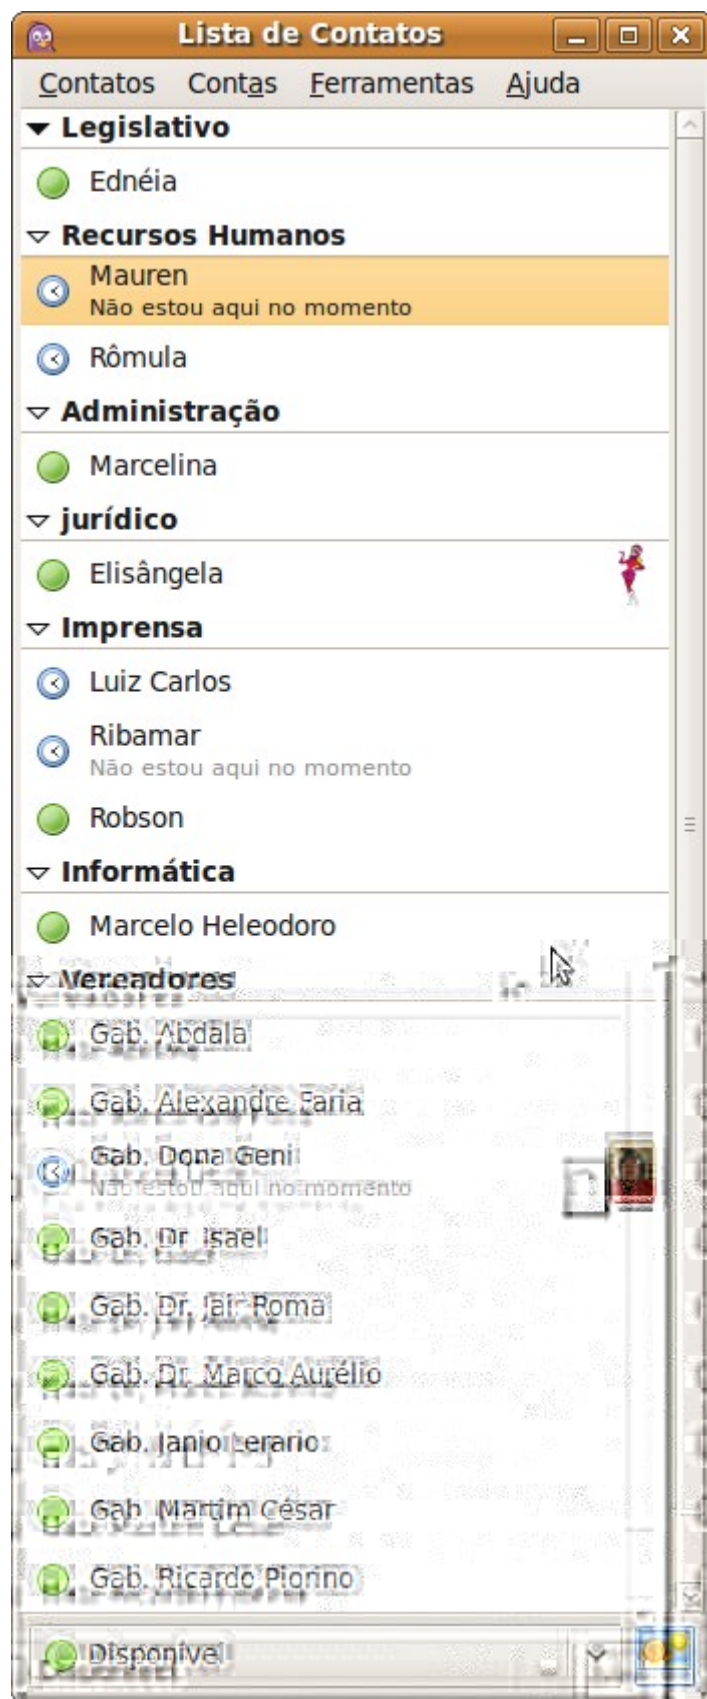 Lista de Contatos
Contatos Contas Ferramentas Ajuda
Legislativo
Ednéia
Recursos Humanos
Mauren
Não estou aqui no momento
Rômula
Administração
Marcelina
jurídico
Elisângela
Imprensa
Luiz Carlos
Ribamar
Não estou aqui no momento
Robson
Informática
Marcelo Heleodoro
Vereadores
Gab. Abdala
Gab. Alexandre Faria
Gab. Dona Geni
Não estou aqui no momento
Gab. Dr. Isael
Gab. Dr. Jair Roma
Gab. Dr. Marco Aurélio
Gab. Janio Lerario
Gab. Martim César
Gab. Ricardo Piorino
Disponível